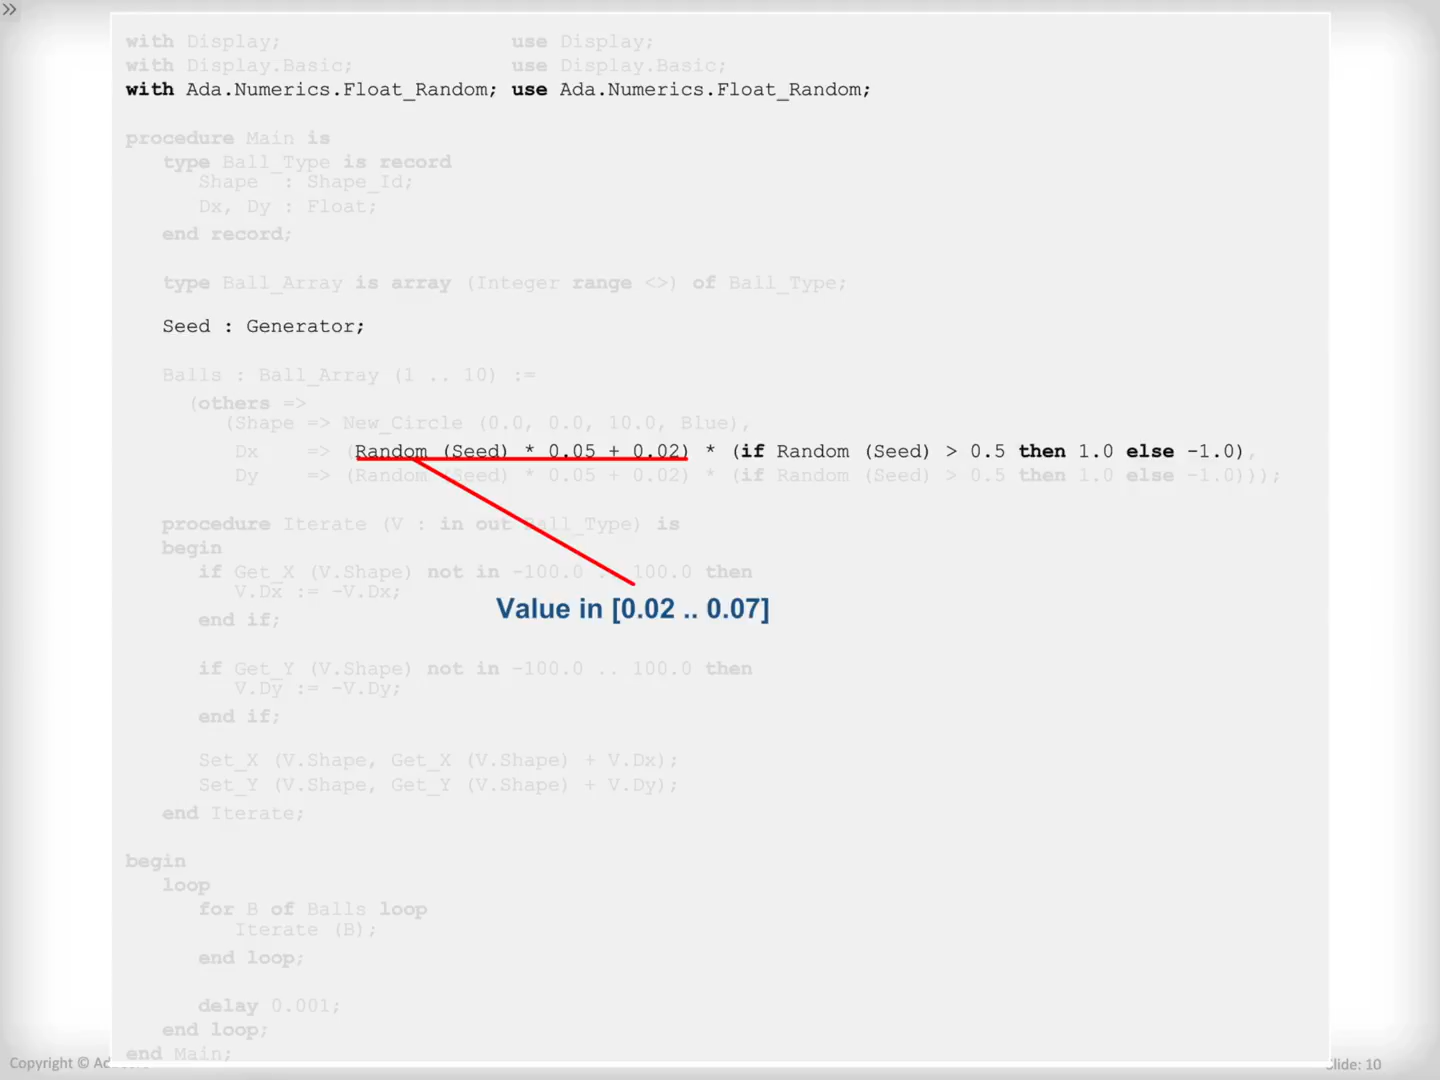 »
with Display; use Display;
with Display.Basic; use Display.Basic;
with Ada.Numerics.Float_Random; use Ada.Numerics.Float_Random;
procedure Main is
type Ball_Type is record
Shape : Shape_Id;
Dx, Dy : Float;
end record;
type Ball_Array is array (Integer range <>) of Ball_Type;
Seed : Generator;
Balls : Ball_Array (1 .. 10) :=
(others =>
(Shape => New_Circle (0.0, 0.0, 10.0, Blue),
Dx => (Random (Seed) * 0.05 + 0.02) * (if Random (Seed) > 0.5 then 1.0 else -1.0),
Dy => (Random (Seed) * 0.05 + 0.02) * (if Random (Seed) > 0.5 then 1.0 else -1.0)));
procedure Iterate (V : in out Ball_Type) is
begin
if Get_X (V.Shape) not in -100.0 .. 100.0 then
V.Dx := -V.Dx;
end if;
Value in [0.02 .. 0.07]
if Get_Y (V.Shape) not in -100.0 .. 100.0 then
V.Dy := -V.Dy;
end if;
Set_X (V.Shape, Get_X (V.Shape) + V.Dx);
Set_Y (V.Shape, Get_Y (V.Shape) + V.Dy);
end Iterate;
begin
loop
for B of Balls loop
Iterate (B);
end loop;
delay 0.001;
end loop;
end Main;
Copyright © Slide: 10